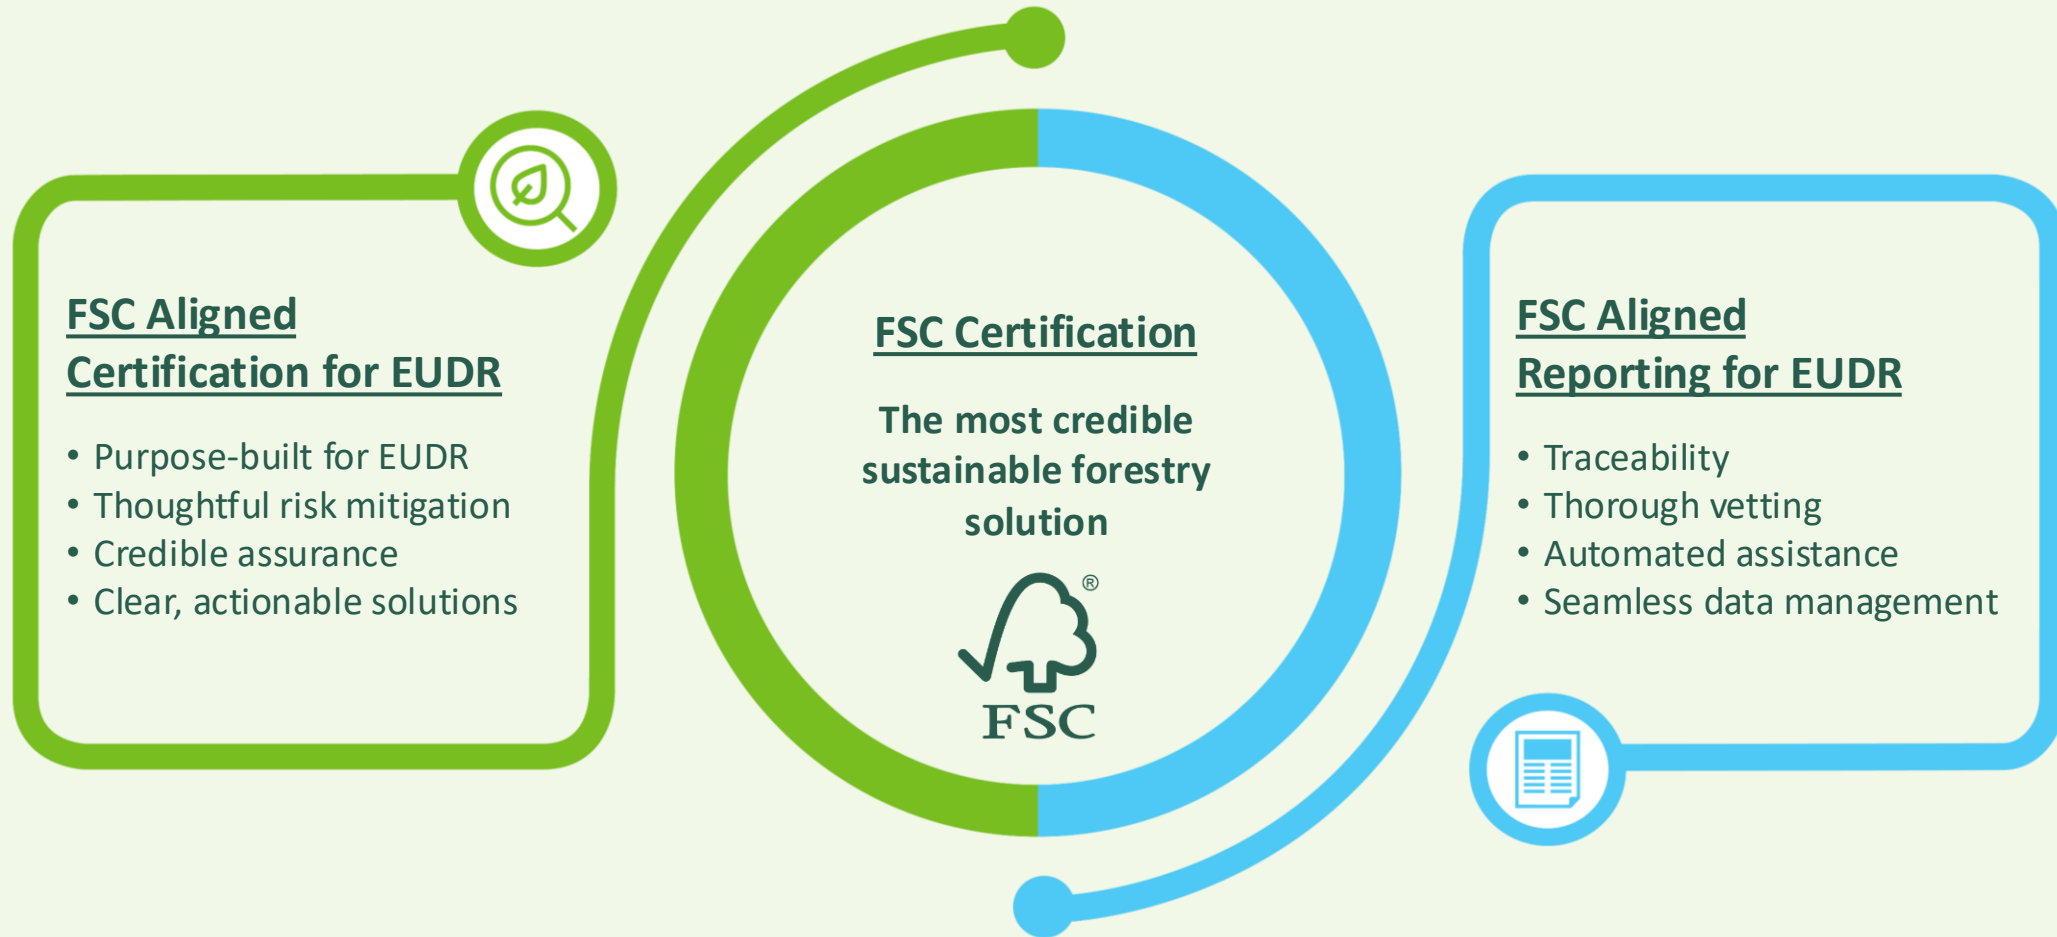 FSC Aligned
Certification for EUDR
• Purpose-built for EUDR
• Thoughtful risk mitigation
• Credible assurance
• Clear, actionable solutions
FSC Certification
The most credible
sustainable forestry
solution
®
FSC
FSC Aligned
Reporting for EUDR
• Traceability
• Thorough vetting
• Automated assistance
• Seamless data management